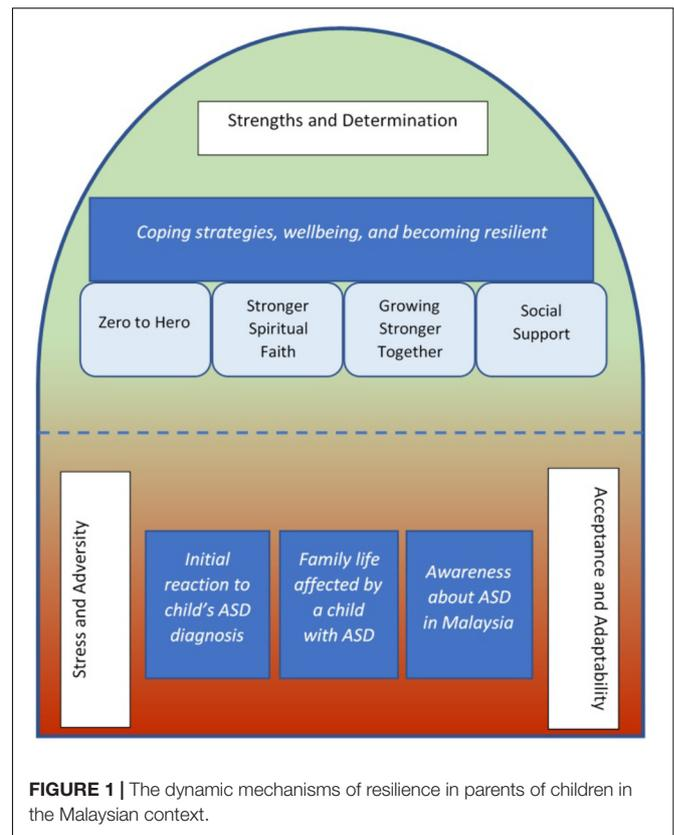 Strengths and Determination
Coping strategies, wellbeing, and becoming resilient
Zero to Hero
Stronger
Spiritual
Faith
Growing
Stronger
Together
Social
Support
Stress and Adversity
Initial
reaction to
child's ASD
diagnosis
Family life
affected by
a child
with ASD
Awareness
about ASD
in Malaysia
Acceptance and Adaptability
FIGURE 1 | The dynamic mechanisms of resilience in parents of children in
the Malaysian context.